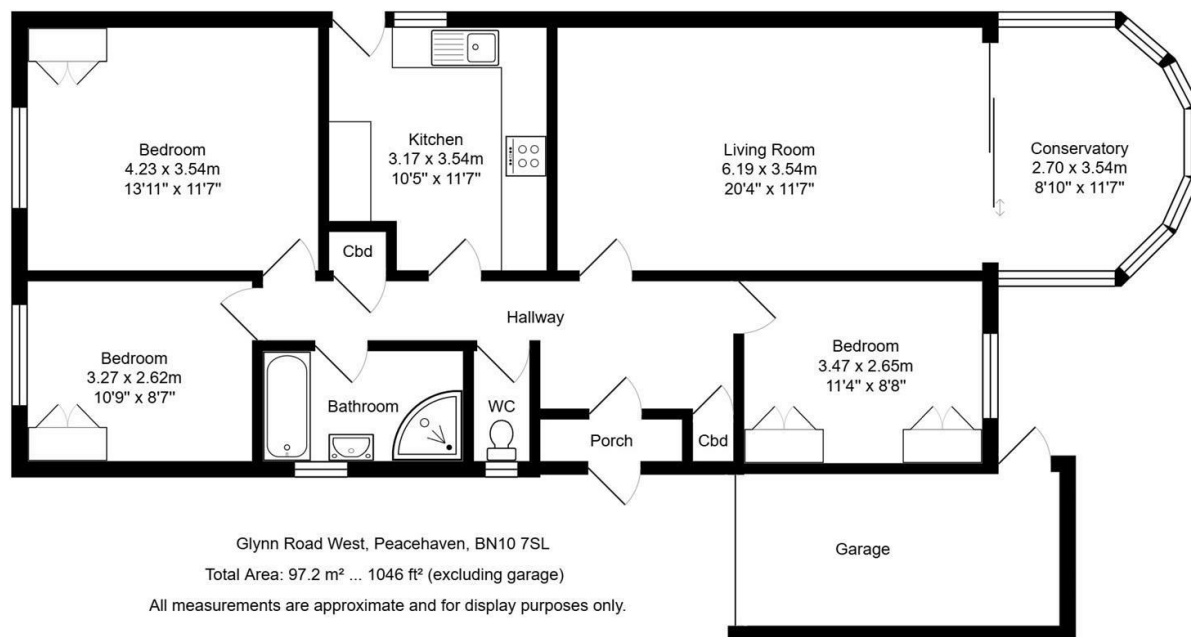 Bedroom
4.23 x 3.54m
13'11" x 11'7"
Kitchen
3.17 x 3.54m
10'5" x 11'7"
Living Room
6.19 x 3.54m
20'4" x 11'7"
Conservatory
2.70 x 3.54m
8'10" x 11'7"
Cbd
Hallway
Bedroom
3.27 x 2.62m
10'9" x 8'7"
Bathroom
WC
Porch
Cbd
Bedroom
3.47 x 2.65m
11'4" x 8'8"
Garage
Glynn Road West, Peacehaven, BN10 7SL
Total Area: 97.2 m² ... 1046 ft² (excluding garage)
All measurements are approximate and for display purposes only.